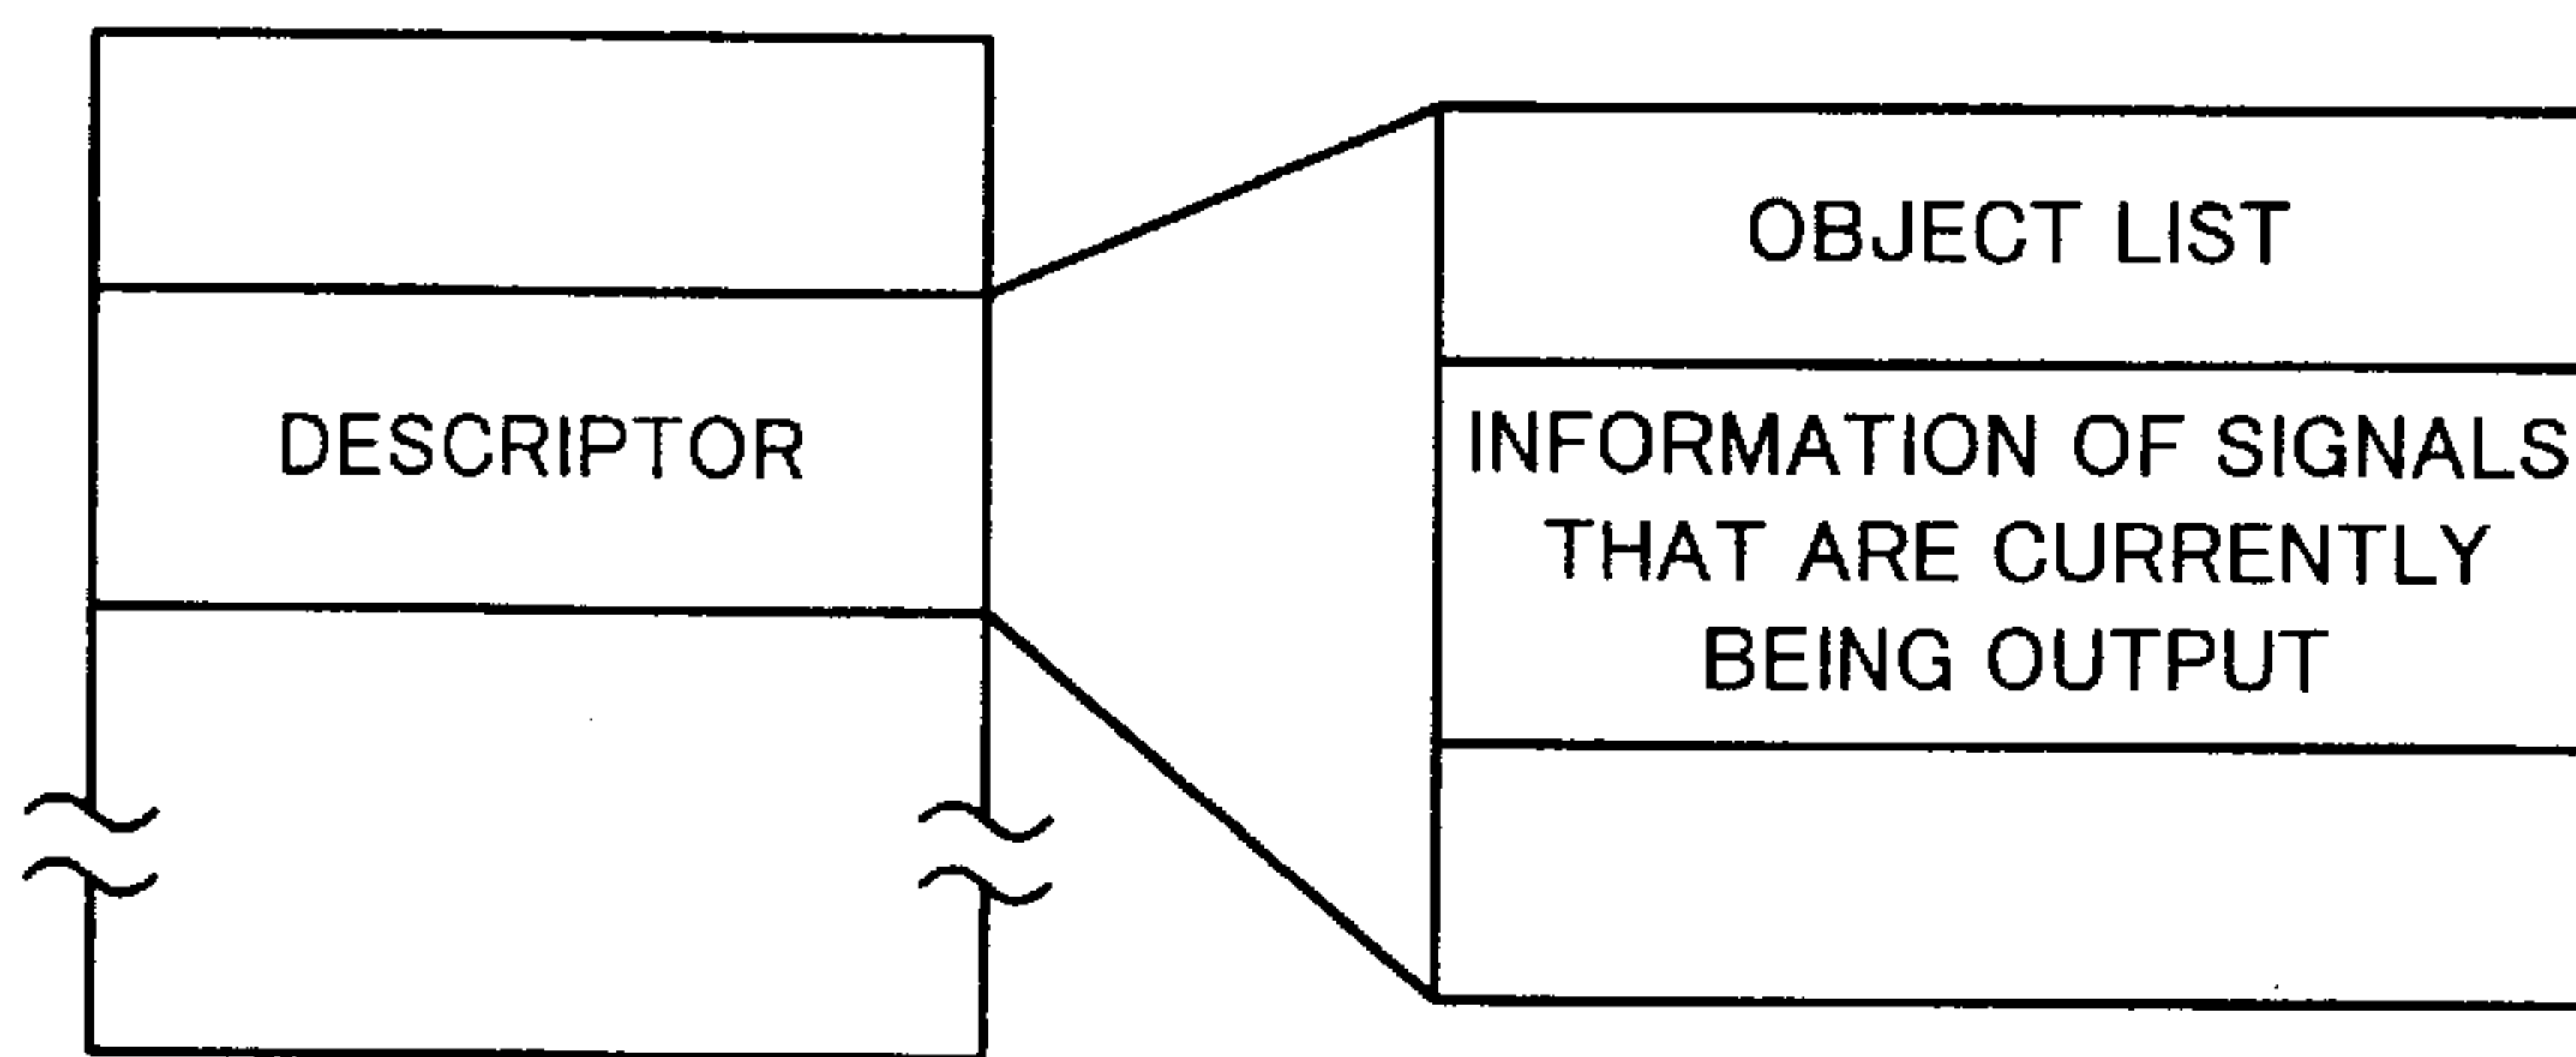 DESCRIPTOR
OBJECT LIST
INFORMATION OF SIGNALS
THAT ARE CURRENTLY
BEING OUTPUT